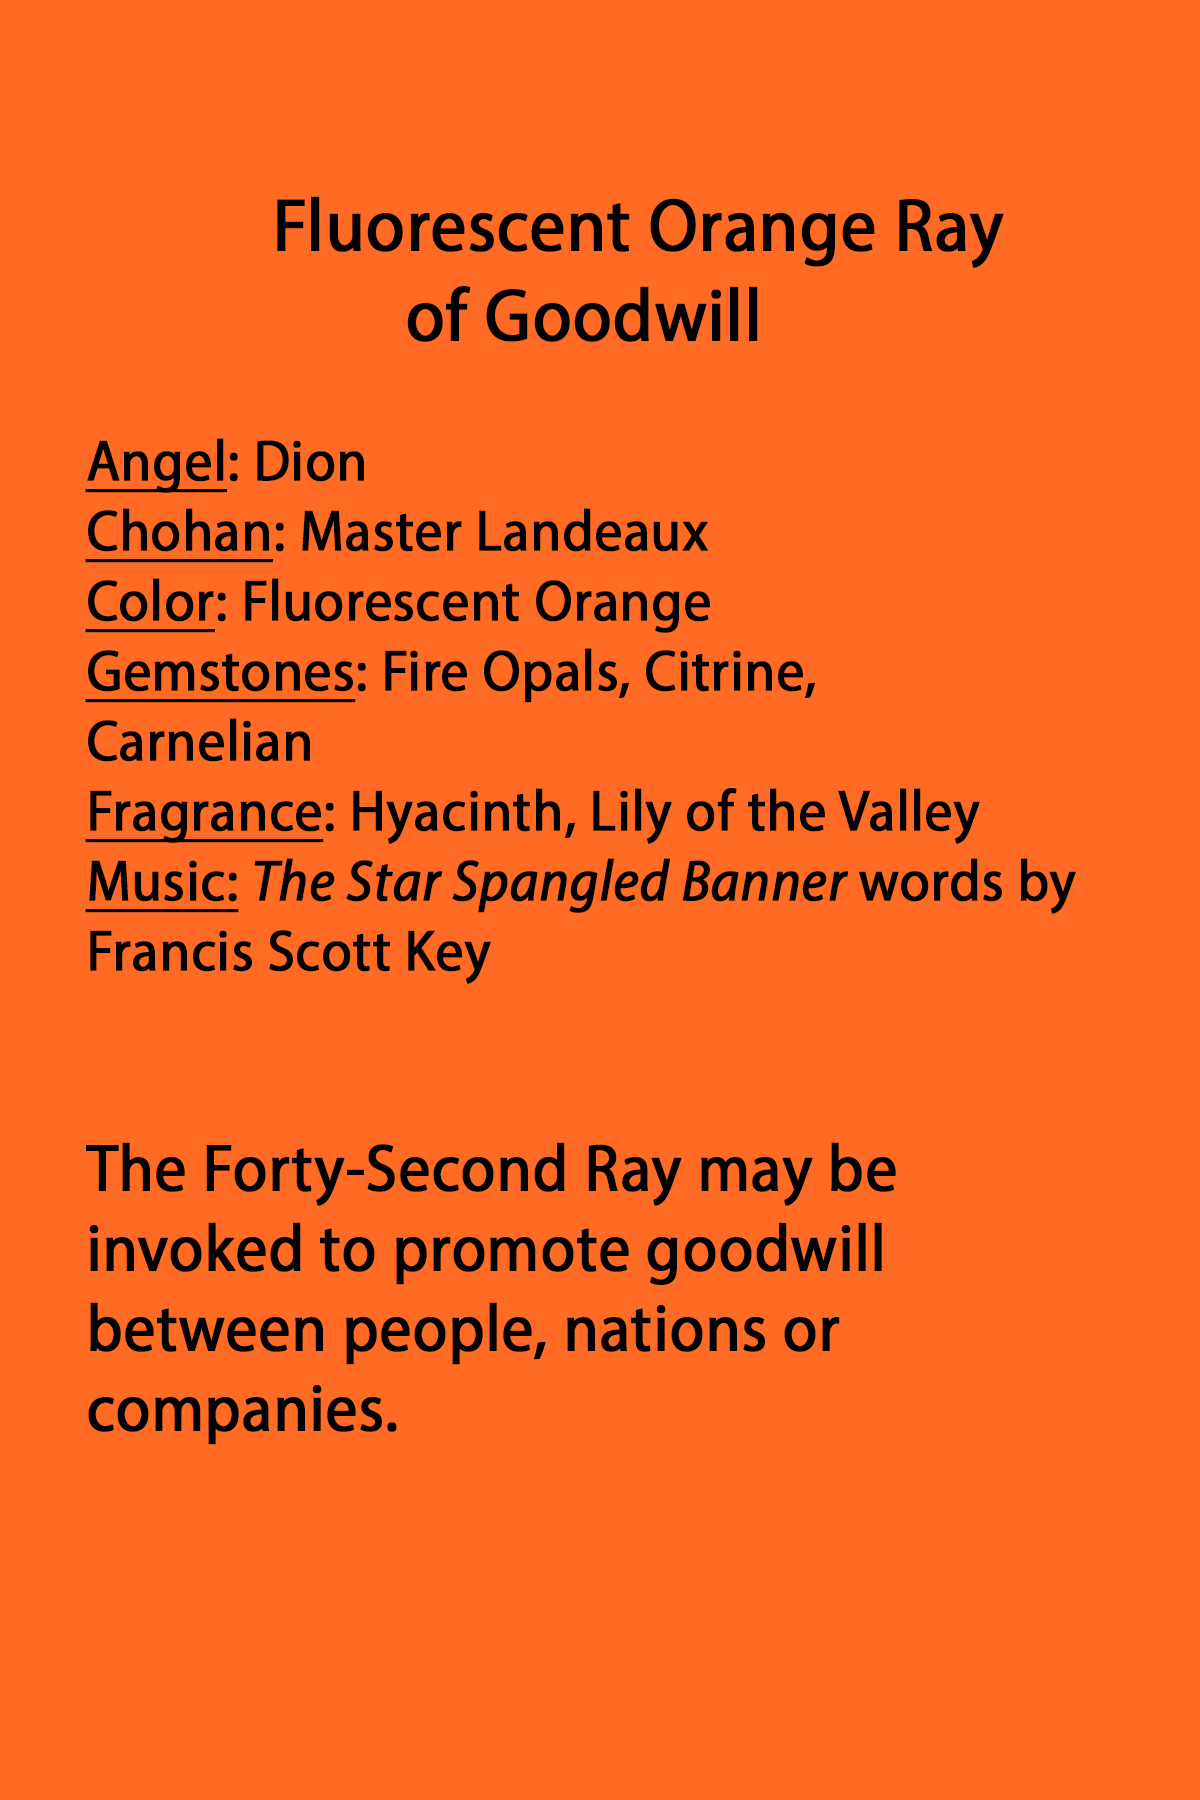 Fluorescent Orange Ray
of Goodwill
Angel: Dion
Chohan: Master Landeaux
Color: Fluorescent Orange
Gemstones: Fire Opals, Citrine,
Carnelian
Fragrance: Hyacinth, Lily of the Valley
Music: The Star Spangled Banner words by
Francis Scott Key
The Forty-Second Ray may be
invoked to promote goodwill
between people, nations or
companies.